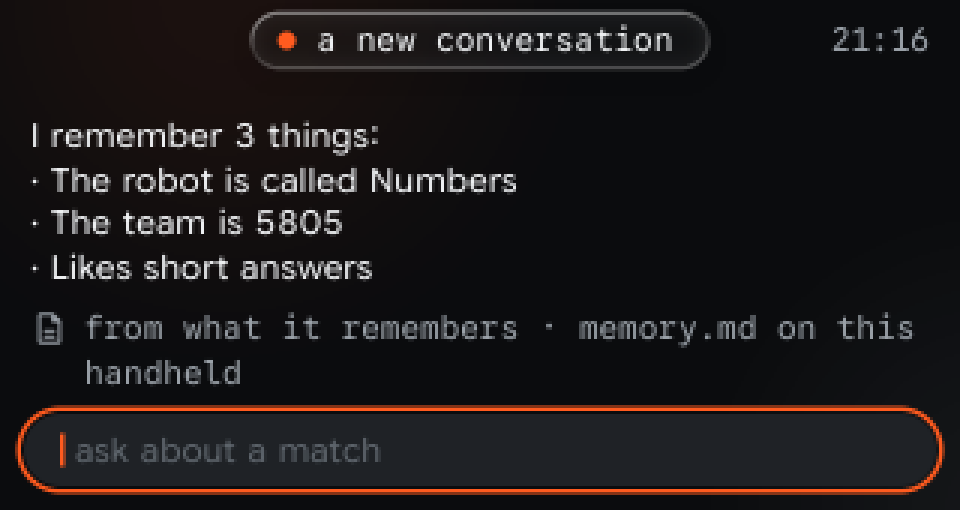 a new conversation
21:16
I remember 3 things:
· The robot is called Numbers
· The team is 5805
· Likes short answers
from what it remembers · memory.md on this
handheld
ask about a match